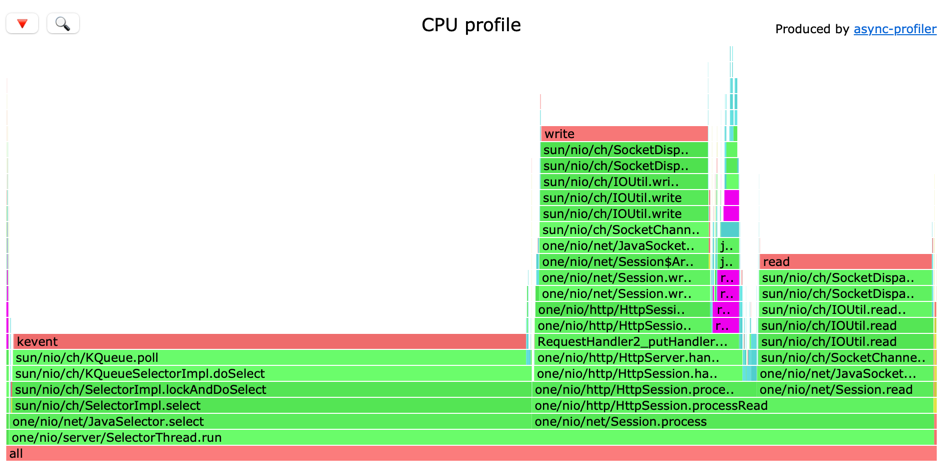 CPU profile
Produced by async-profiler
write
sun/nio/ch/SocketDisp..
sun/nio/ch/SocketDisp..
sun/nio/ch/IOUtil.wri..
sun/nio/ch/IOUtil.write
sun/nio/ch/IOUtil.write
sun/nio/ch/SocketChann..
one/nio/net/JavaSocket.. j..
one/nio/net/Session$Ar.. j.. read
one/nio/net/Session.wr.. r.. sun/nio/ch/SocketDispa..
one/nio/net/Session.wr.. r.. sun/nio/ch/SocketDispa..
one/nio/http/HttpSessi.. r.. sun/nio/ch/IOUtil.read..
one/nio/http/HttpSessio.. r.. sun/nio/ch/IOUtil.read
kevent RequestHandler2_putHandler... sun/nio/ch/IOUtil.read
sun/nio/ch/KQueue.poll one/nio/http/HttpServer.han.. sun/nio/ch/SocketChanne..
sun/nio/ch/KQueueSelectorImpl.doSelect one/nio/http/HttpSession.ha.. one/nio/net/JavaSocket...
sun/nio/ch/SelectorImpl.lockAndDoSelect one/nio/http/HttpSession.proce.. one/nio/net/Session.read
sun/nio/ch/SelectorImpl.select one/nio/http/HttpSession.processRead
one/nio/net/JavaSelector.select one/nio/net/Session.process
one/nio/server/SelectorThread.run
all